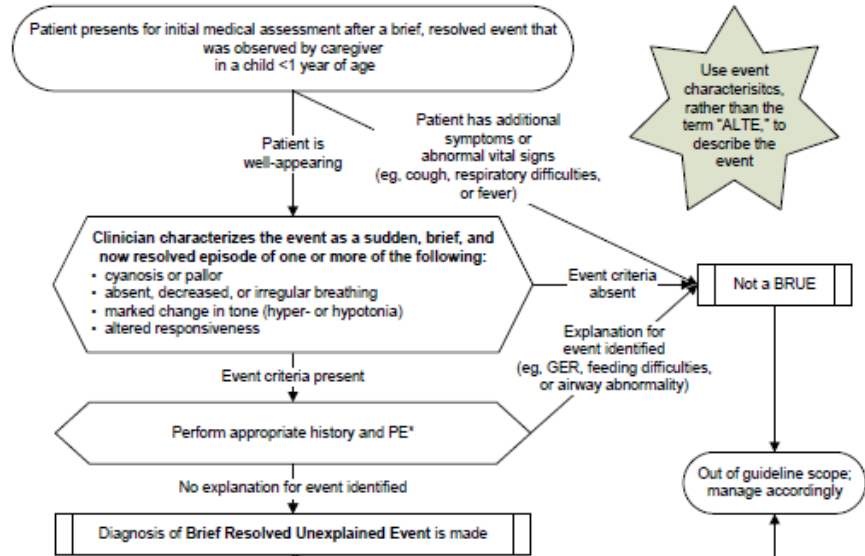 Patient presents for initial medical assessment after a brief, resolved event that
was observed by caregiver
in a child <1 year of age
Use event
characterisitcs,
rather than the
term "ALTE," to
describe the
event
Patient is
well-appearing
Patient has additional
symptoms or
abnormal vital signs
(eg, cough, respiratory difficulties,
or fever)
Clinician characterizes the event as a sudden, brief, and
now resolved episode of one or more of the following:
• cyanosis or pallor
• absent, decreased, or irregular breathing
• marked change in tone (hyper- or hypotonia)
• altered responsiveness
Event criteria
absent
Not a BRUE
Explanation for
event identified
(eg, GER, feeding difficulties,
or airway abnormality)
Event criteria present
Perform appropriate history and PE*
No explanation for event identified
Out of guideline scope;
manage accordingly
Diagnosis of Brief Resolved Unexplained Event is made